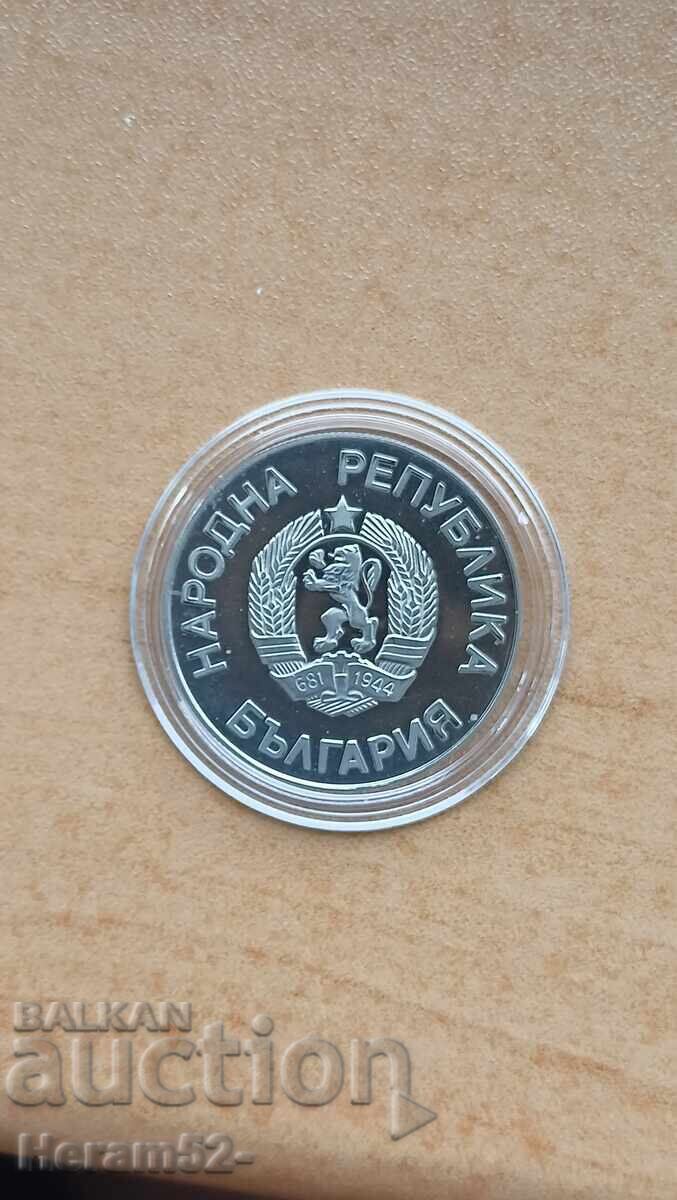 НАРОДНА РЕПУБЛИКА
681 1944
БЪЛГАРИЯ
BALKAN
auction
Heram52-